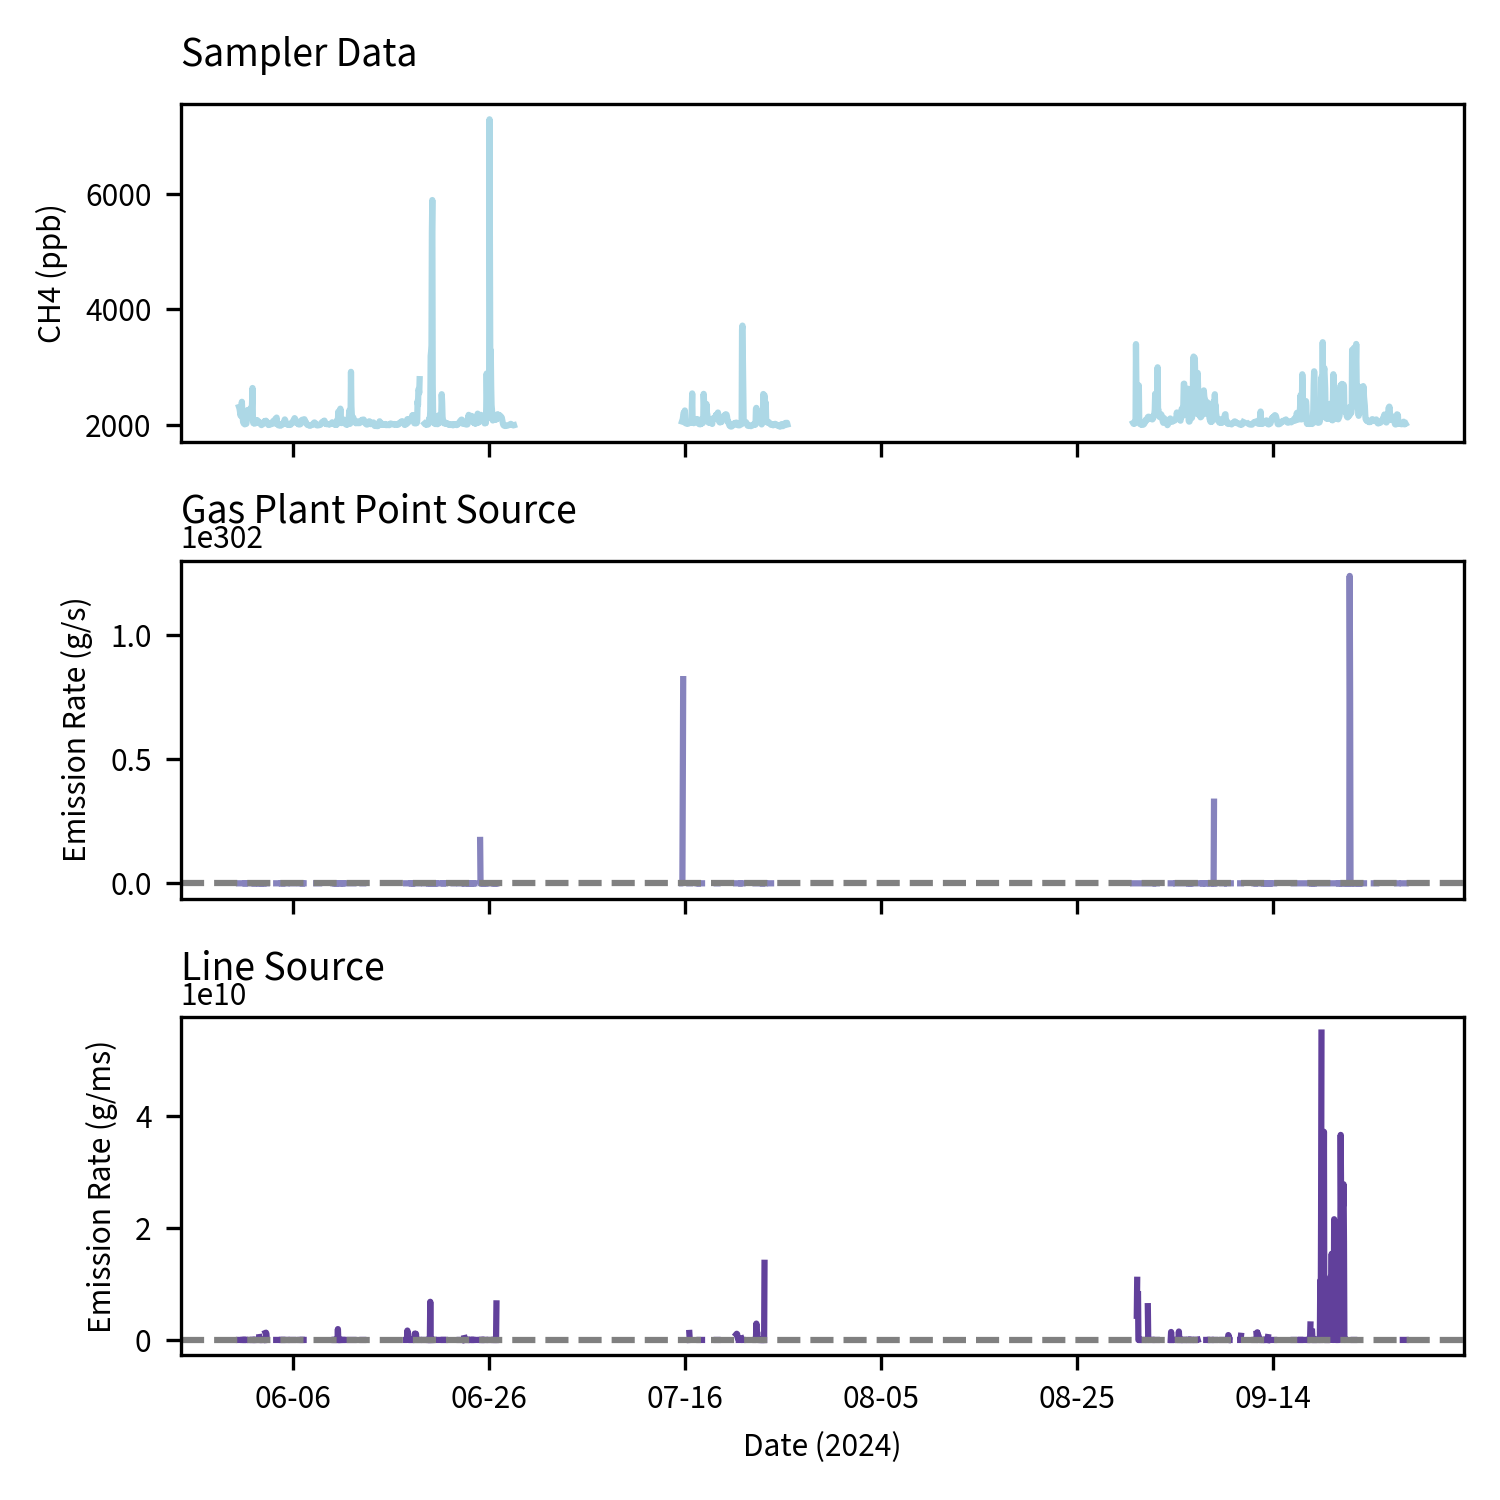 Sampler Data
CH4 (ppb)
6000
4000
2000
Gas Plant Point Source
1e302
Emission Rate (g/s)
1.0
0.5
0.0
Line Source
1e10
Emission Rate (g/ms)
4
2
0
06-06 06-26 07-16 08-05 08-25 09-14
Date (2024)